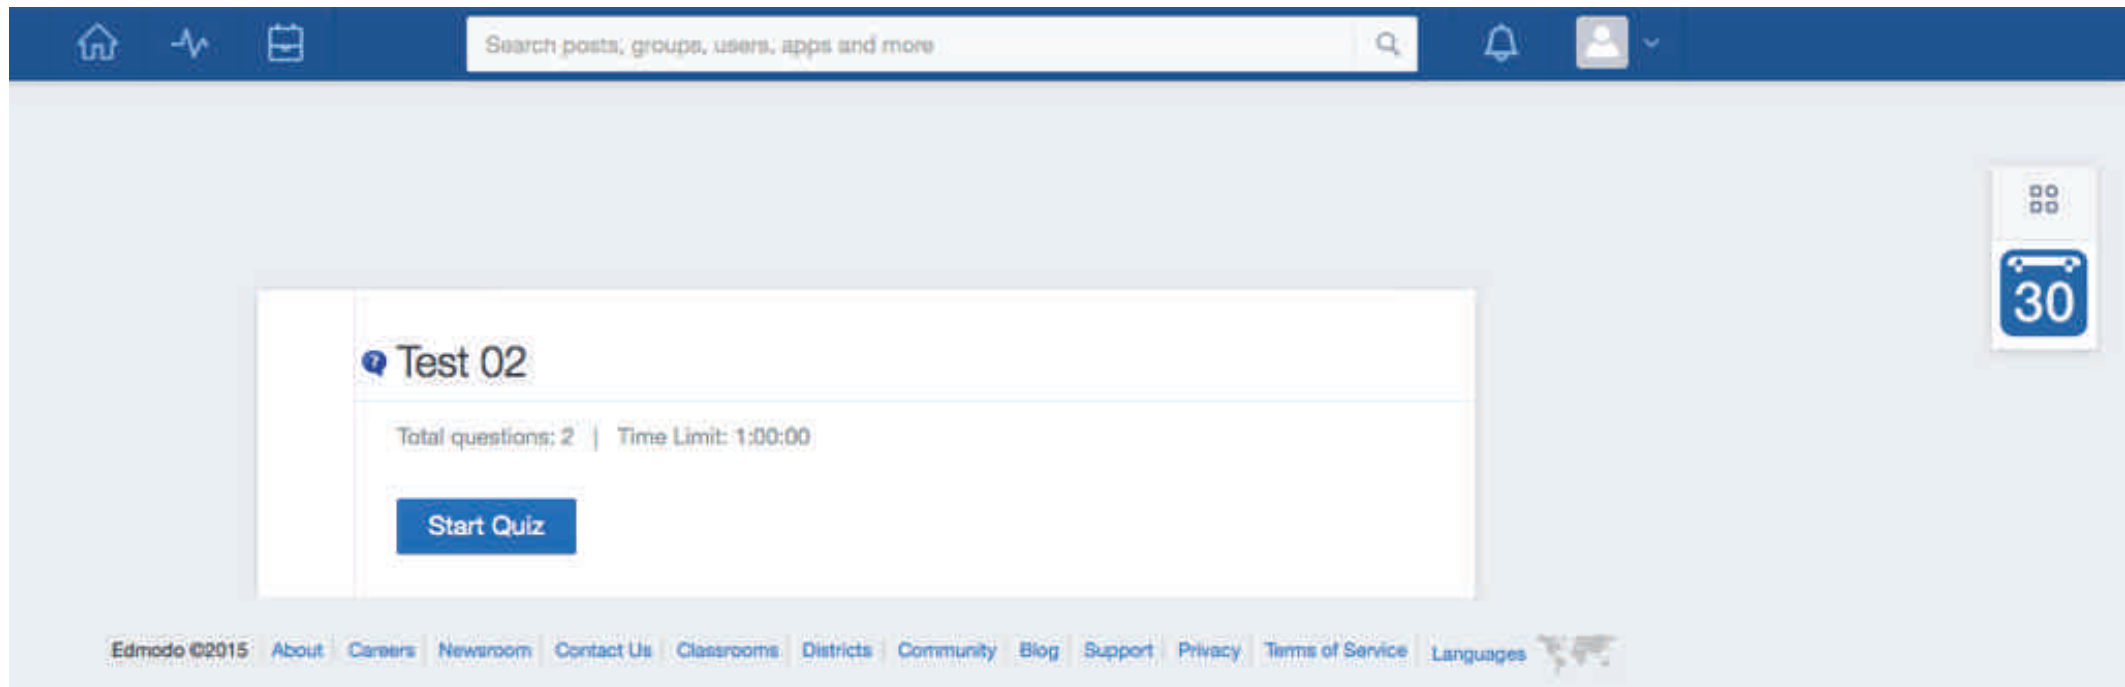 Search posts, groups, users, apps and more
30
Test 02
Total questions: 2 | Time Limit: 1:00:00
Start Quiz
Edmodo ©2015 About Careers Newsroom Contact Us Classrooms Districts Community Blog Support Privacy Terms of Service Languages